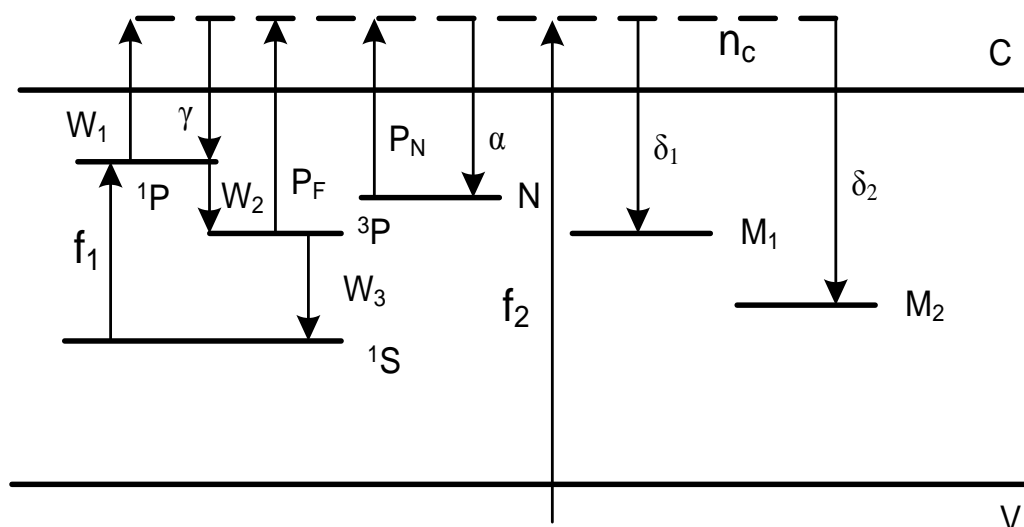 n_c
C
W₁
γ
P_N
α
δ₁
¹P
W₂
P_F
N
δ₂
³P
M₁
f₁
W₃
f₂
M₂
¹S
V